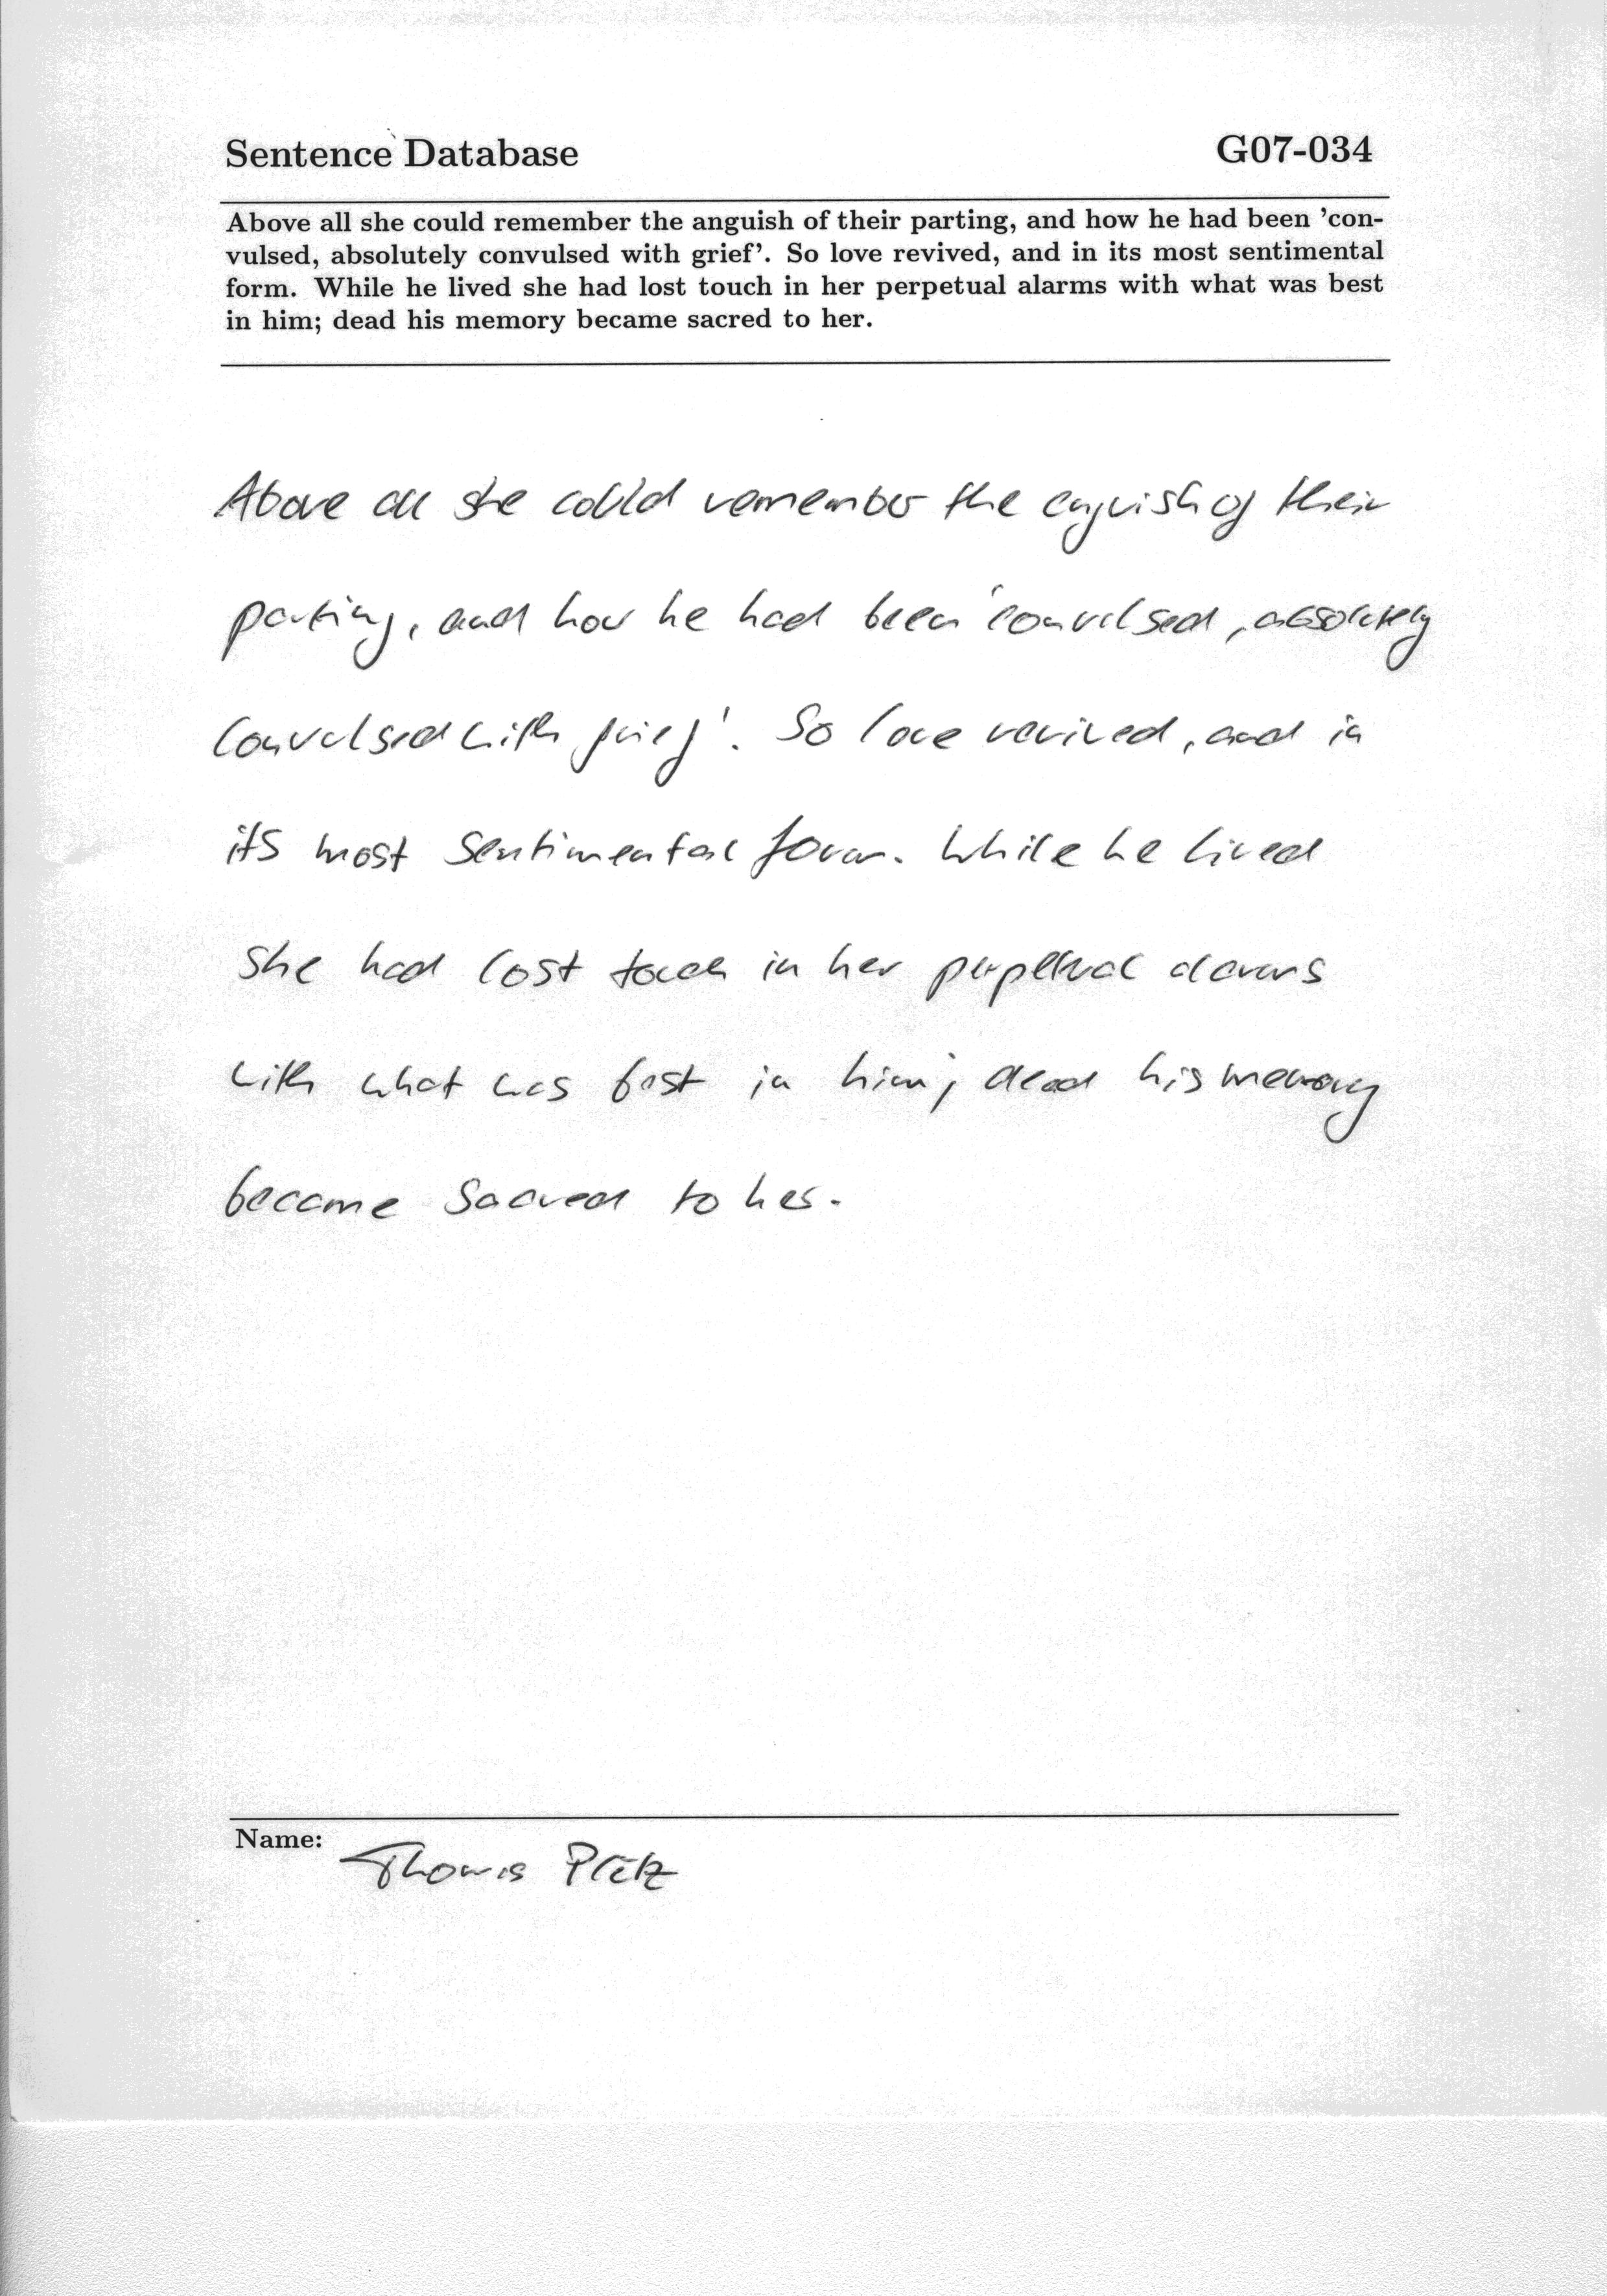 Sentence Database G07-034
Above all she could remember the anguish of their parting, and how he had been 'con-
vulsed, absolutely convulsed with grief'. So love revived, and in its most sentimental
form. While he lived she had lost touch in her perpetual alarms with what was best
in him; dead his memory became sacred to her.
Above all she could remember the anguish of their
parting, and how he had been 'convulsed, absolutely
convulsed with grief'. So love revived, and in
its most sentimental form. While he lived
she had lost touch in her perpetual alarms
with what was best in him; dead his memory
became sacred to her.
Name:
Thomas